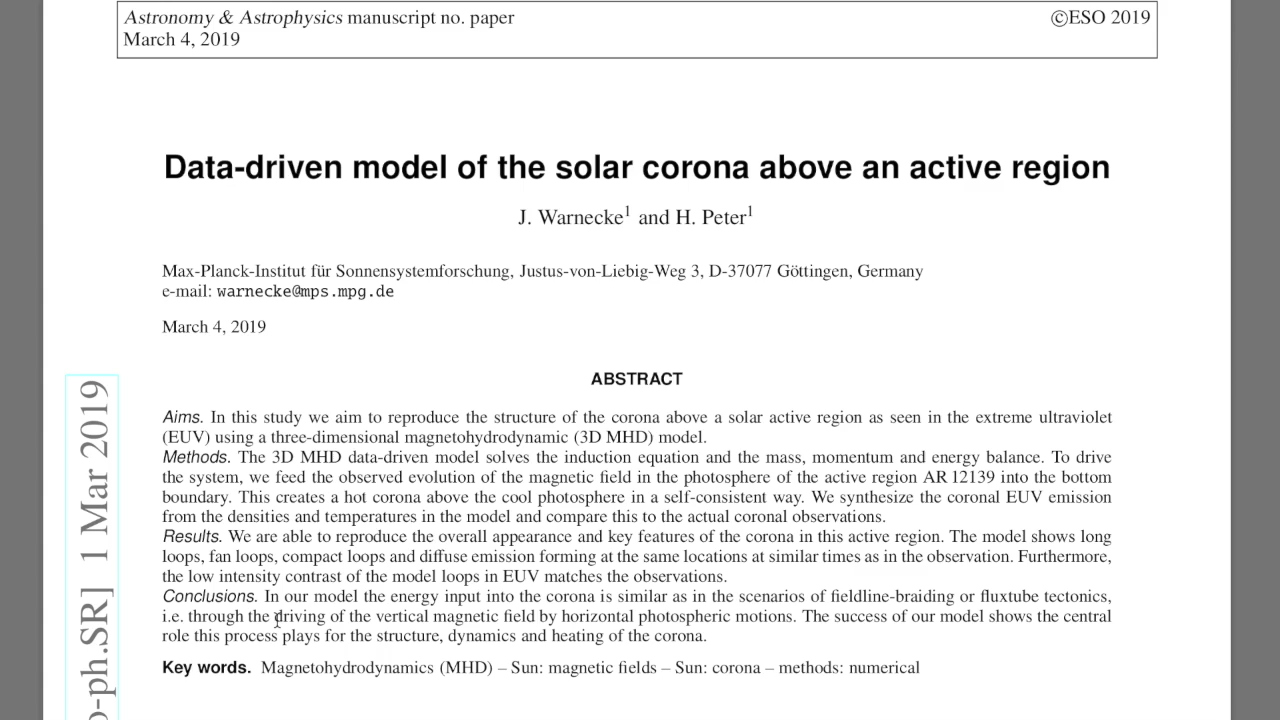 Astronomy & Astrophysics manuscript no. paper
©ESO 2019
March 4, 2019
Data-driven model of the solar corona above an active region
J. Warnecke¹ and H. Peter¹
Max-Planck-Institut für Sonnensystemforschung, Justus-von-Liebig-Weg 3, D-37077 Göttingen, Germany
e-mail: warnecke@mps.mpg.de
March 4, 2019
ABSTRACT
Aims. In this study we aim to reproduce the structure of the corona above a solar active region as seen in the extreme ultraviolet
(EUV) using a three-dimensional magnetohydrodynamic (3D MHD) model.
Methods. The 3D MHD data-driven model solves the induction equation and the mass, momentum and energy balance. To drive
the system, we feed the observed evolution of the magnetic field in the photosphere of the active region AR 12139 into the bottom
boundary. This creates a hot corona above the cool photosphere in a self-consistent way. We synthesize the coronal EUV emission
from the densities and temperatures in the model and compare this to the actual coronal observations.
Results. We are able to reproduce the overall appearance and key features of the corona in this active region. The model shows long
loops, fan loops, compact loops and diffuse emission forming at the same locations at similar times as in the observation. Furthermore,
the low intensity contrast of the model loops in EUV matches the observations.
Conclusions. In our model the energy input into the corona is similar as in the scenarios of fieldline-braiding or fluxtube tectonics,
i.e. through the driving of the vertical magnetic field by horizontal photospheric motions. The success of our model shows the central
role this process plays for the structure, dynamics and heating of the corona.
Key words. Magnetohydrodynamics (MHD) – Sun: magnetic fields – Sun: corona – methods: numerical
-ph.SR] 1 Mar 2019